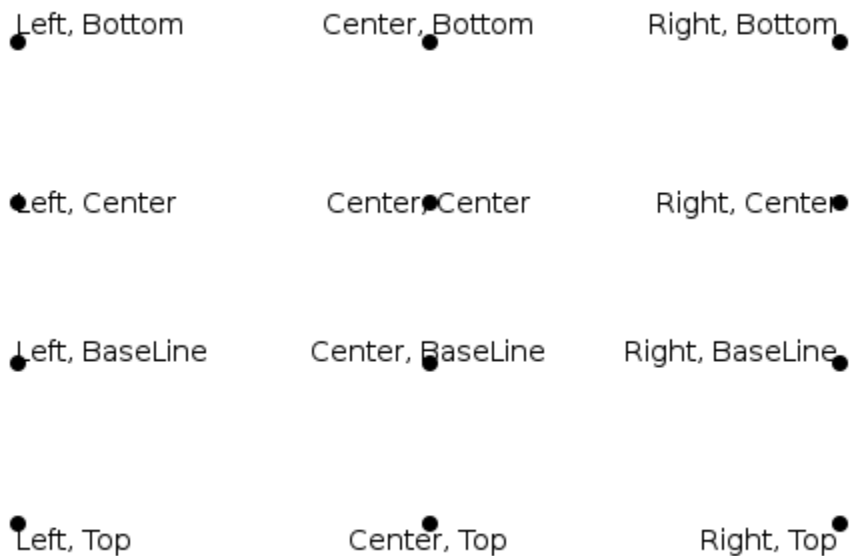 Left, Bottom Center, Bottom Right, Bottom
Left, Center Center, Center Right, Center
Left, BaseLine Center, BaseLine Right, BaseLine
Left, Top Center, Top Right, Top